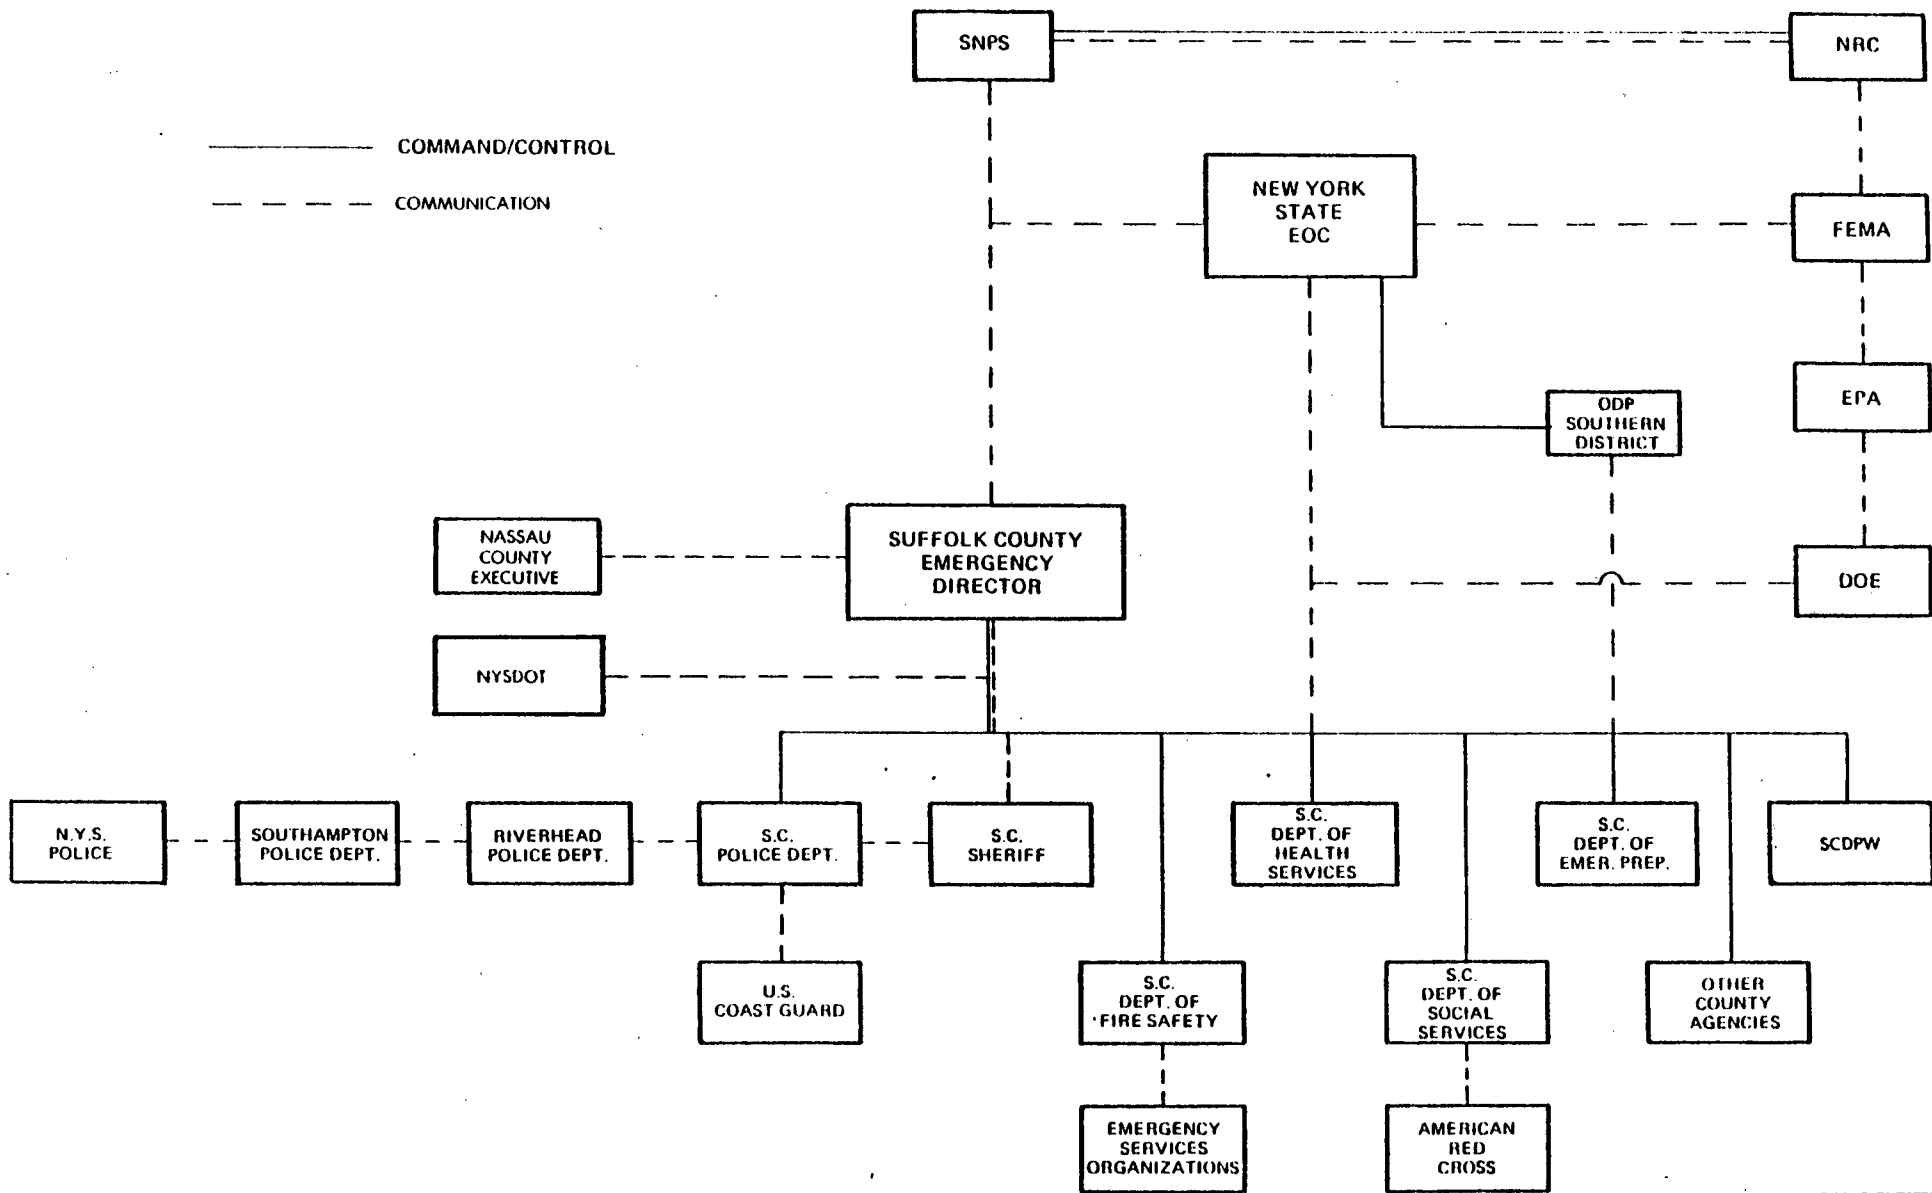 SNPS
NRC
COMMAND/CONTROL
COMMUNICATION
NEW YORK
STATE
EOC
FEMA
EPA
ODP
SOUTHERN
DISTRICT
NASSAU
COUNTY
EXECUTIVE
SUFFOLK COUNTY
EMERGENCY
DIRECTOR
DOE
NYSDOT
N.Y.S.
POLICE
SOUTHAMPTON
POLICE DEPT.
RIVERHEAD
POLICE DEPT.
S.C.
POLICE DEPT.
S.C.
SHERIFF
S.C.
DEPT. OF
HEALTH
SERVICES
S.C.
DEPT. OF
EMER. PREP.
SCDPW
U.S.
COAST GUARD
S.C.
DEPT. OF
FIRE SAFETY
S.C.
DEPT. OF
SOCIAL
SERVICES
OTHER
COUNTY
AGENCIES
EMERGENCY
SERVICES
ORGANIZATIONS
AMERICAN
RED
CROSS